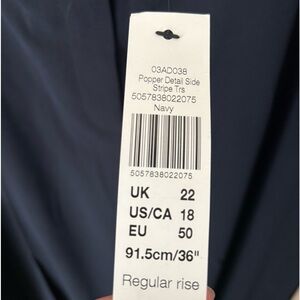 03AD038
Popper Detail Side
Stripe Trs
5057838022075
Navy
5057838022075
UK 22
US/CA 18
EU 50
91.5cm/36"
Regular rise